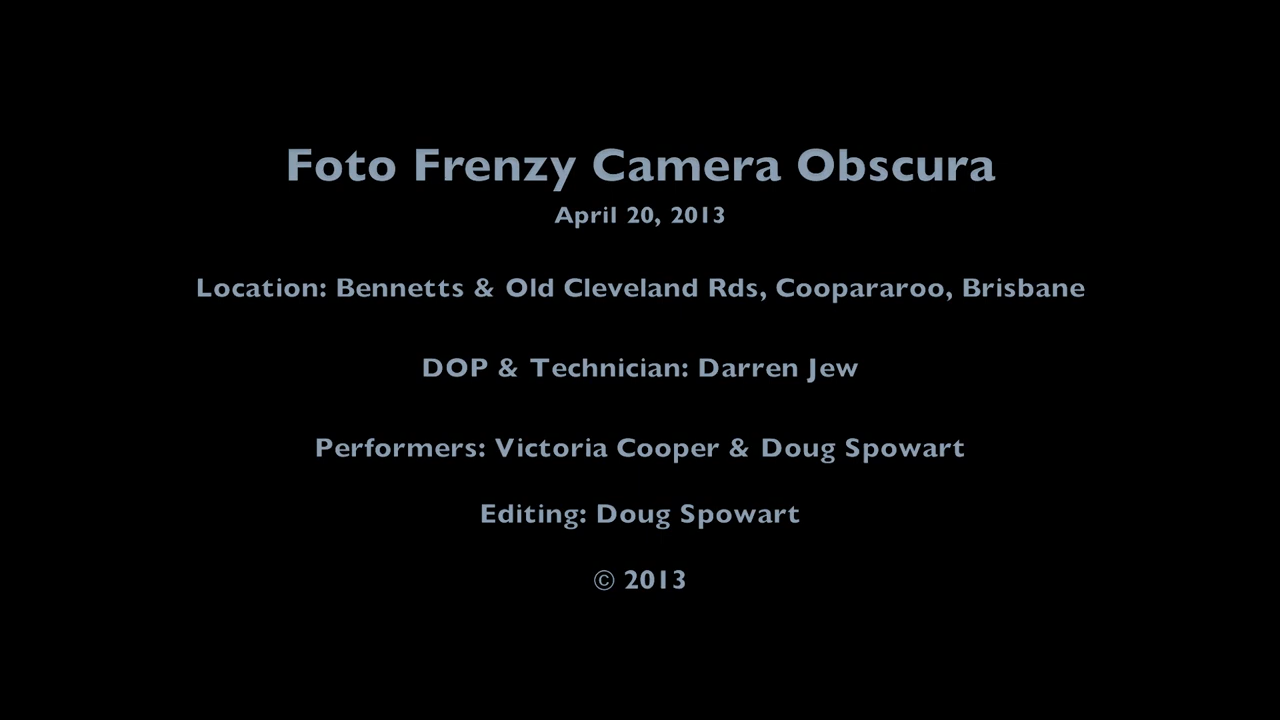 Foto Frenzy Camera Obscura
April 20, 2013
Location: Bennetts & Old Cleveland Rds, Coopararoo, Brisbane
DOP & Technician: Darren Jew
Performers: Victoria Cooper & Doug Spowart
Editing: Doug Spowart
© 2013